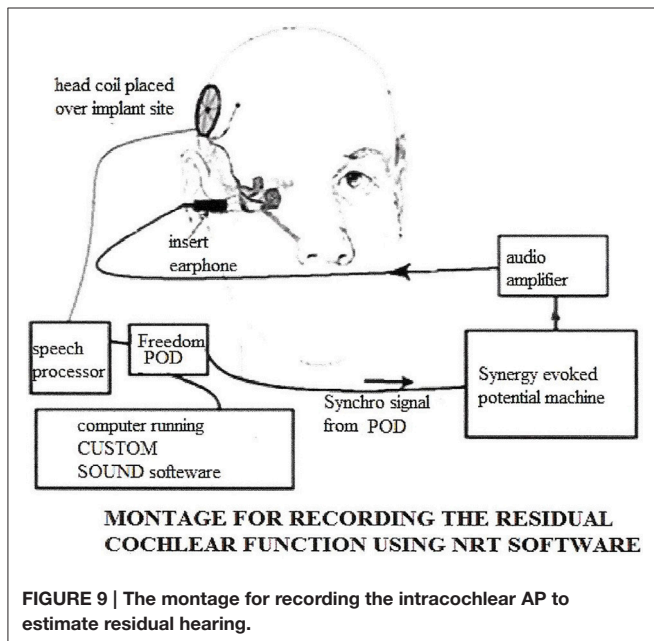 head coil placed
over implant site
insert
earphone
audio
amplifier
speech
processor
Freedom
POD
Synergy evoked
potential machine
Synchro signal
from POD
computer running
CUSTOM
SOUND softeware
MONTAGE FOR RECORDING THE RESIDUAL
COCHLEAR FUNCTION USING NRT SOFTWARE
FIGURE 9 | The montage for recording the intracochlear AP to
estimate residual hearing.